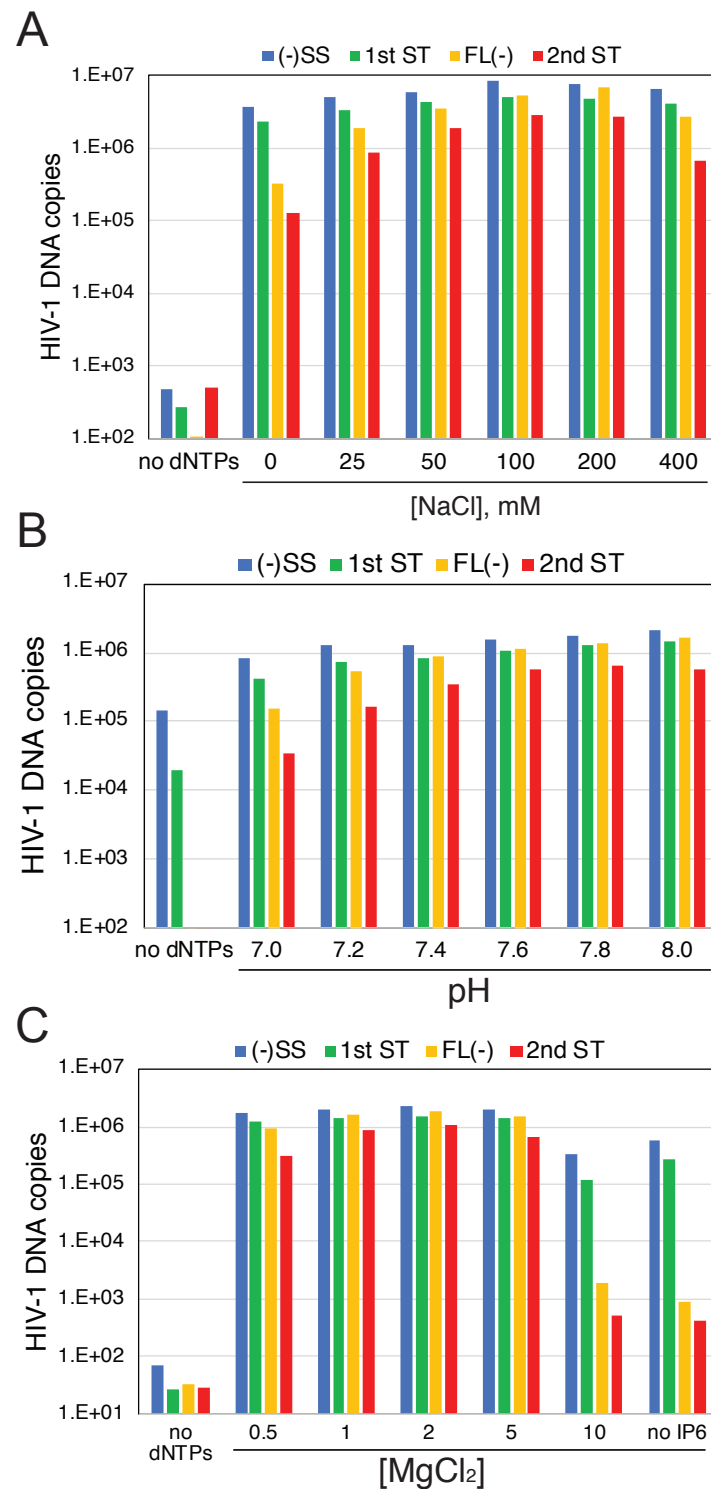 A
(-)SS 1st ST FL(-) 2nd ST
HIV-1 DNA copies
1.E+07
1.E+06
1.E+05
1.E+04
1.E+03
1.E+02
no dNTPs 0 25 50 100 200 400
[NaCl], mM
B
(-)SS 1st ST FL(-) 2nd ST
HIV-1 DNA copies
1.E+07
1.E+06
1.E+05
1.E+04
1.E+03
1.E+02
no dNTPs 7.0 7.2 7.4 7.6 7.8 8.0
pH
C
(-)SS 1st ST FL(-) 2nd ST
HIV-1 DNA copies
1.E+07
1.E+06
1.E+05
1.E+04
1.E+03
1.E+02
1.E+01
no dNTPs 0.5 1 2 5 10 no IP6
[MgCl₂]